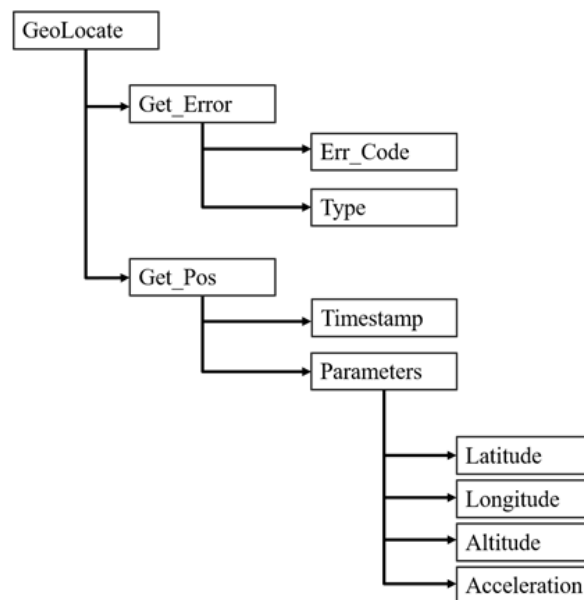 GeoLocate
Get_Error
Err_Code
Type
Get_Pos
Timestamp
Parameters
Latitude
Longitude
Altitude
Acceleration